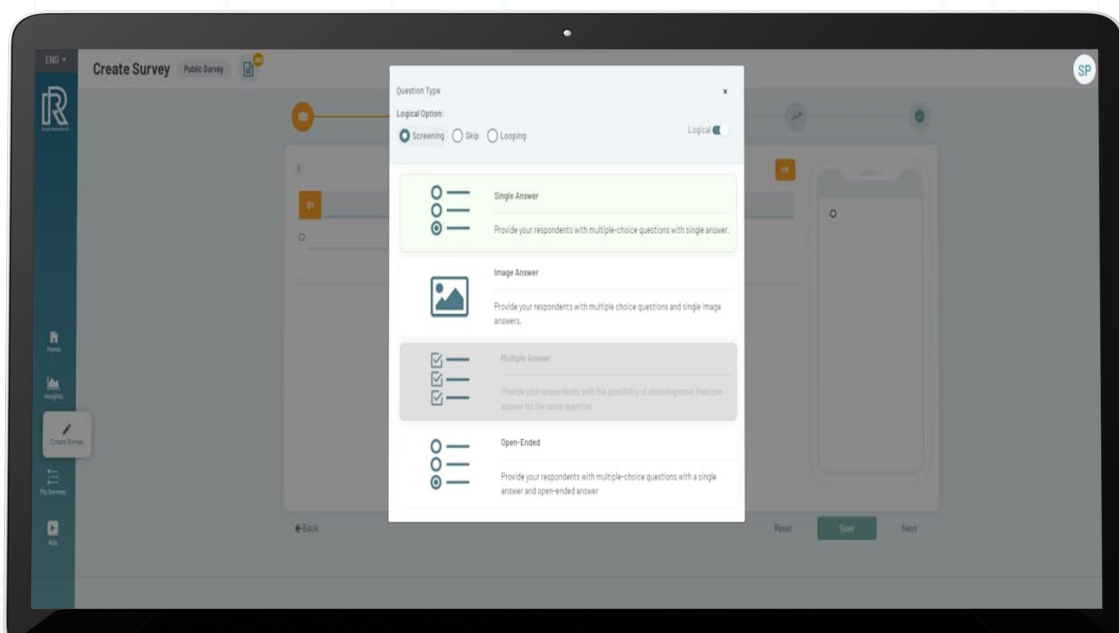 ENG
Create Survey
Public Survey
SP
Question Type
x
Logical Option:
Screening
Skip
Looping
Logical
Single Answer
Provide your respondents with multiple-choice questions with single answer.
Image Answer
Provide your respondents with multiple choice questions and single image
answers.
Multiple Answer
Provide your respondents with the possibility of choosing more than one
answer for the same question.
Open-Ended
Provide your respondents with multiple-choice questions with a single
answer and open-ended answer
Home
Insights
Create Survey
My Surveys
Ads
Back
Reset
Save
Next